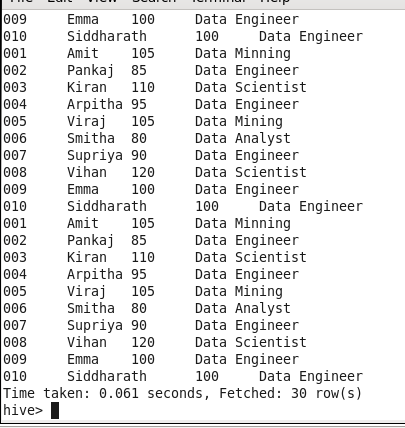 File Edit View Search Terminal Help
009 Emma 100 Data Engineer
010 Siddharath 100 Data Engineer
001 Amit 105 Data Minning
002 Pankaj 85 Data Engineer
003 Kiran 110 Data Scientist
004 Arpitha 95 Data Engineer
005 Viraj 105 Data Mining
006 Smitha 80 Data Analyst
007 Supriya 90 Data Engineer
008 Vihan 120 Data Scientist
009 Emma 100 Data Engineer
010 Siddharath 100 Data Engineer
001 Amit 105 Data Minning
002 Pankaj 85 Data Engineer
003 Kiran 110 Data Scientist
004 Arpitha 95 Data Engineer
005 Viraj 105 Data Mining
006 Smitha 80 Data Analyst
007 Supriya 90 Data Engineer
008 Vihan 120 Data Scientist
009 Emma 100 Data Engineer
010 Siddharath 100 Data Engineer
Time taken: 0.061 seconds, Fetched: 30 row(s)
hive>